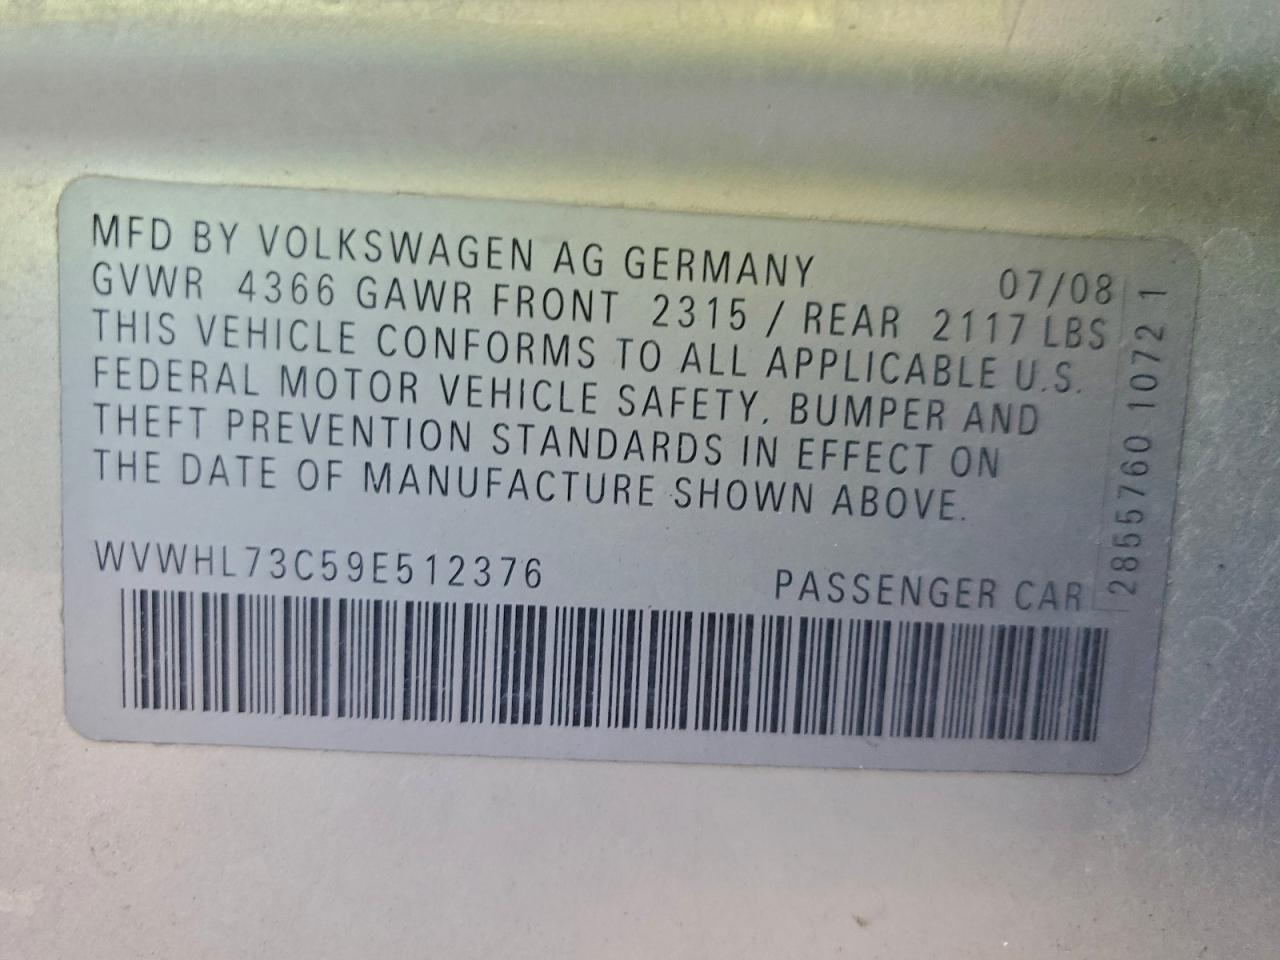 MFD BY VOLKSWAGEN AG GERMANY 07/08
GVWR 4366 GAWR FRONT 2315 / REAR 2117 LBS
THIS VEHICLE CONFORMS TO ALL APPLICABLE U.S.
FEDERAL MOTOR VEHICLE SAFETY, BUMPER AND
THEFT PREVENTION STANDARDS IN EFFECT ON
THE DATE OF MANUFACTURE SHOWN ABOVE.
WVWHL73C59E512376 PASSENGER CAR
2855760 1072 1